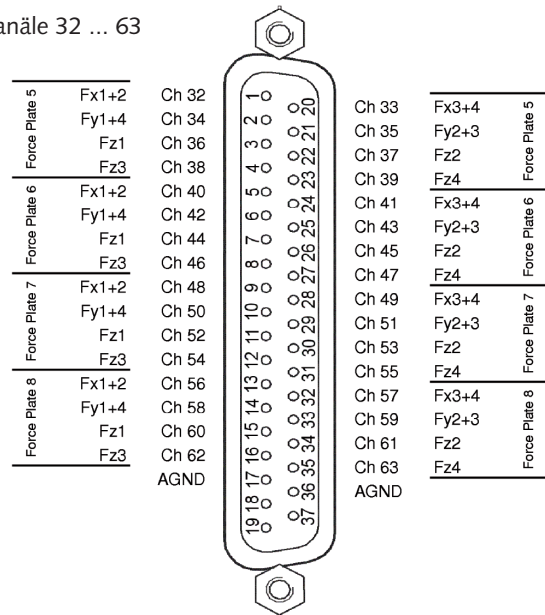 anäle 32 ... 63
Force Plate 5
Fx1+2 Ch 32
Fy1+4 Ch 34
Fz1 Ch 36
Fz3 Ch 38
Force Plate 6
Fx1+2 Ch 40
Fy1+4 Ch 42
Fz1 Ch 44
Fz3 Ch 46
Force Plate 7
Fx1+2 Ch 48
Fy1+4 Ch 50
Fz1 Ch 52
Fz3 Ch 54
Force Plate 8
Fx1+2 Ch 56
Fy1+4 Ch 58
Fz1 Ch 60
Fz3 Ch 62
AGND
1
2
3
4
5
6
7
8
9
10
11
12
13
14
15
16
17
18
19
20
21
22
23
24
25
26
27
28
29
30
31
32
33
34
35
36
37
Ch 33 Fx3+4
Ch 35 Fy2+3
Ch 37 Fz2
Ch 39 Fz4
Force Plate 5
Ch 41 Fx3+4
Ch 43 Fy2+3
Ch 45 Fz2
Ch 47 Fz4
Force Plate 6
Ch 49 Fx3+4
Ch 51 Fy2+3
Ch 53 Fz2
Ch 55 Fz4
Force Plate 7
Ch 57 Fx3+4
Ch 59 Fy2+3
Ch 61 Fz2
Ch 63 Fz4
Force Plate 8
AGND